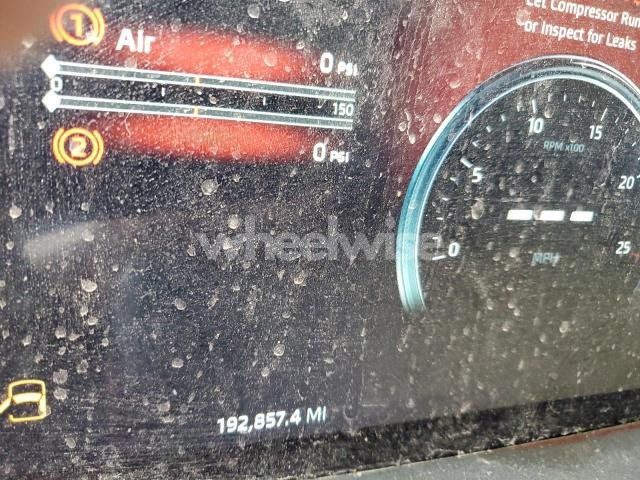 Let Compressor Run
or Inspect for Leaks
1
Air
0 PSI
0
150
2
0 PSI
0
5
10
15
20
25
RPM x100
MPH
wheelwise
192,857.4 MI